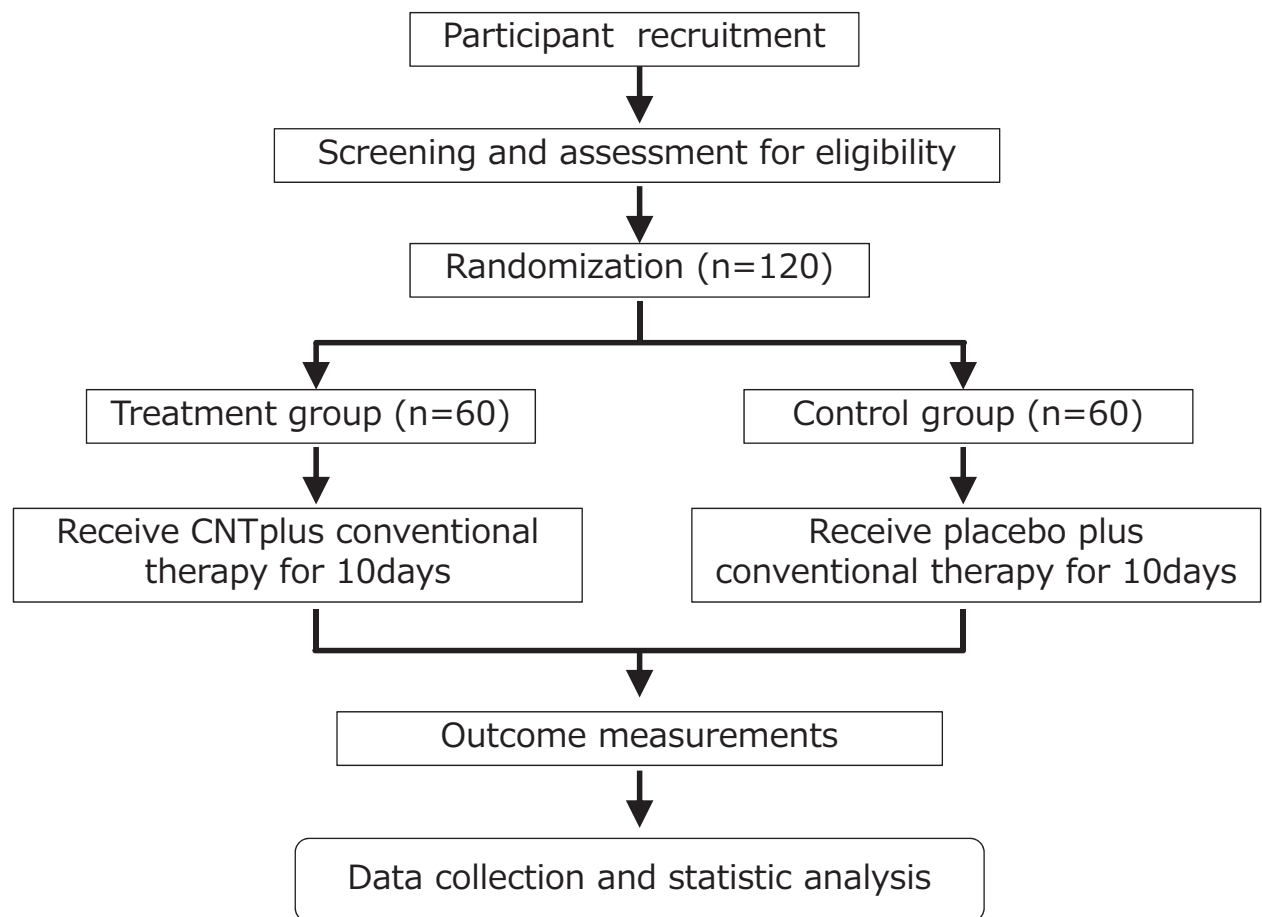 Participant recruitment
Screening and assessment for eligibility
Randomization (n=120)
Treatment group (n=60)
Control group (n=60)
Receive CNTplus conventional
therapy for 10days
Receive placebo plus
conventional therapy for 10days
Outcome measurements
Data collection and statistic analysis